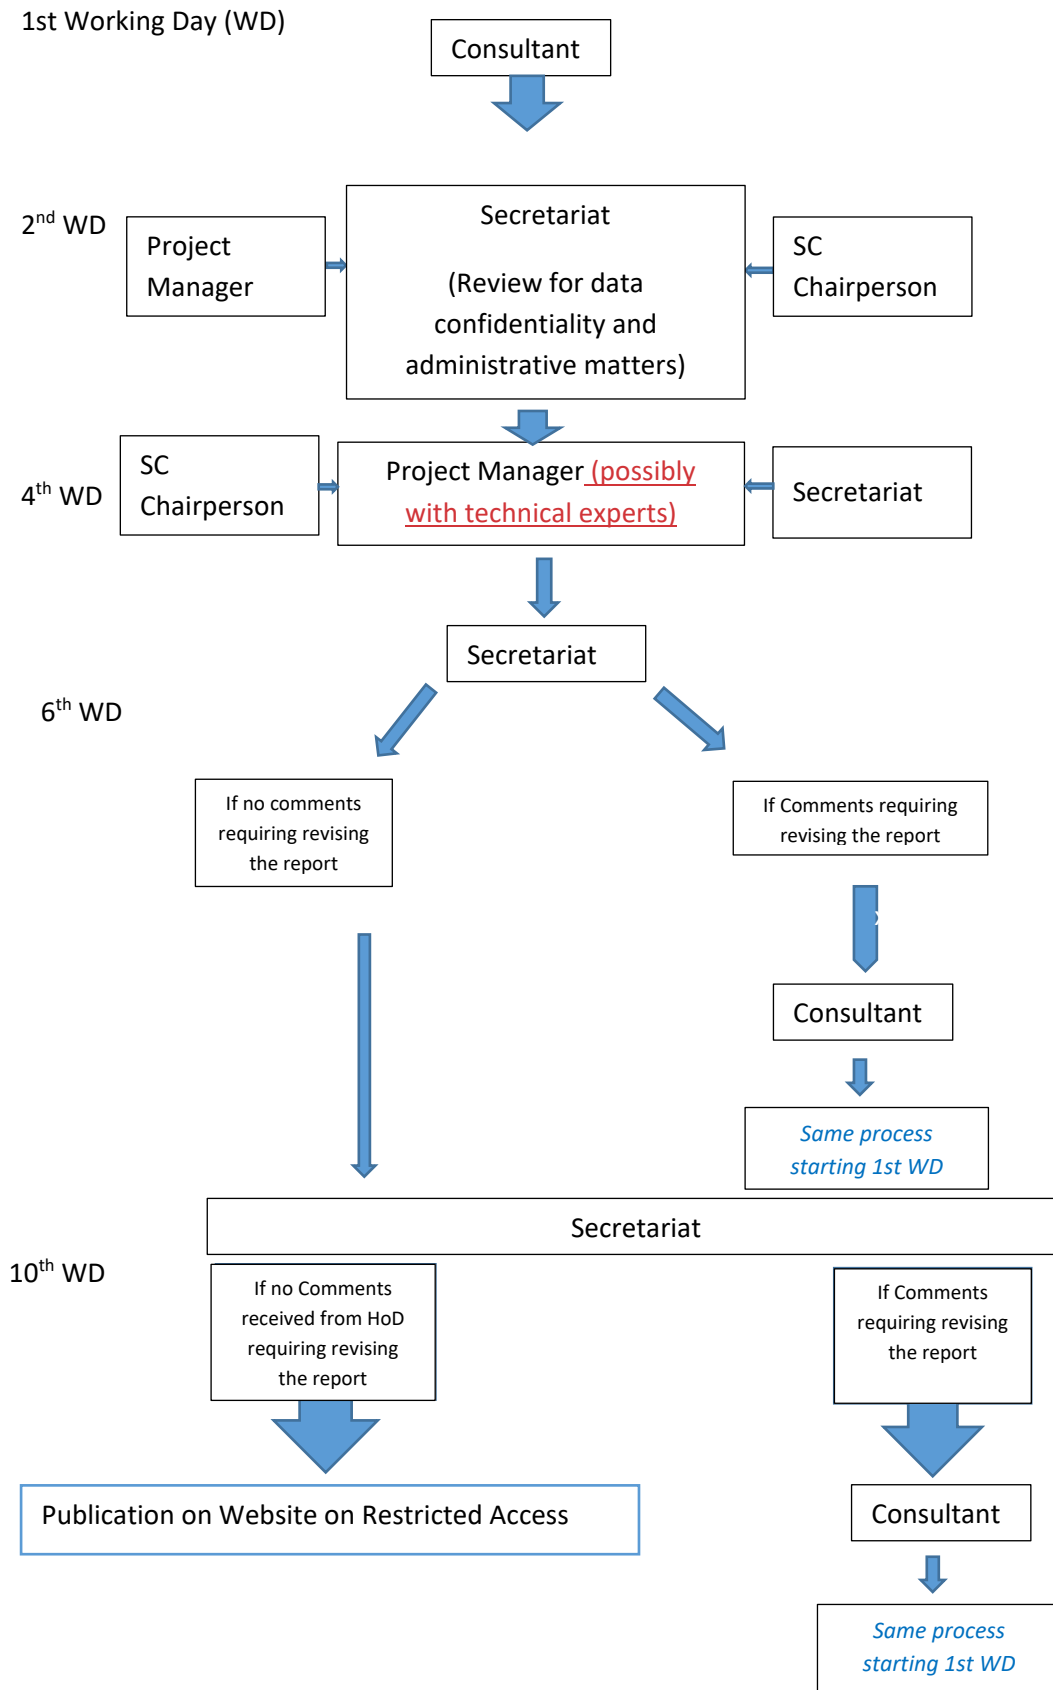 1st Working Day (WD)
Consultant
2nd WD
Project
Manager
Secretariat
(Review for data
confidentiality and
administrative matters)
SC
Chairperson
4th WD
SC
Chairperson
Project Manager (possibly
with technical experts)
Secretariat
Secretariat
6th WD
If no comments
requiring revising
the report
If Comments requiring
revising the report
Consultant
Same process
starting 1st WD
Secretariat
10th WD
If no Comments
received from HoD
requiring revising
the report
If Comments
requiring revising
the report
Publication on Website on Restricted Access
Consultant
Same process
starting 1st WD